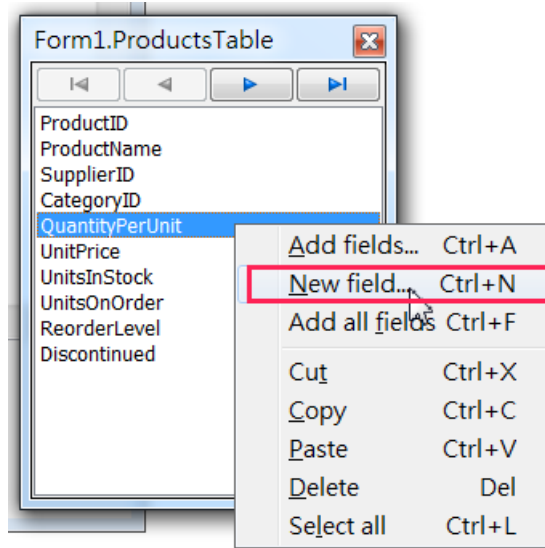 Form1.ProductsTable
ProductID
ProductName
SupplierID
CategoryID
QuantityPerUnit
UnitPrice
UnitsInStock
UnitsOnOrder
ReorderLevel
Discontinued
Add fields... Ctrl+A
New field... Ctrl+N
Add all fields Ctrl+F
Cut Ctrl+X
Copy Ctrl+C
Paste Ctrl+V
Delete Del
Select all Ctrl+L